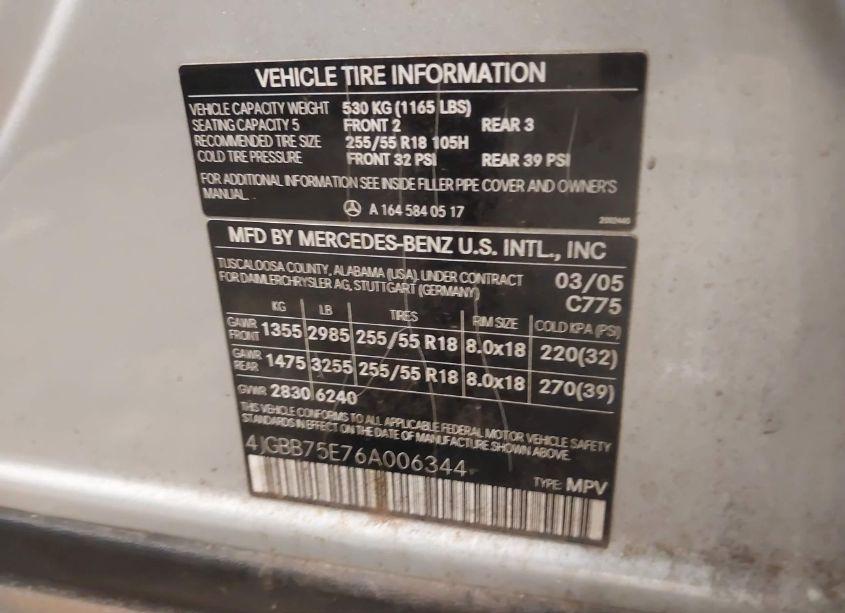 VEHICLE TIRE INFORMATION
VEHICLE CAPACITY WEIGHT 530 KG (1165 LBS)
SEATING CAPACITY 5 FRONT 2 REAR 3
RECOMMENDED TIRE SIZE 255/55 R18 105H
COLD TIRE PRESSURE FRONT 32 PSI REAR 39 PSI
FOR ADDITIONAL INFORMATION SEE INSIDE FILLER PIPE COVER AND OWNER'S
MANUAL.
A 164 584 05 17
2092440
MFD BY MERCEDES-BENZ U.S. INTL., INC
TUSCALOOSA COUNTY, ALABAMA (USA). UNDER CONTRACT 03/05
FOR DAIMLERCHRYSLER AG, STUTTGART (GERMANY) C775
KG LB TIRES RIM SIZE COLD KPA (PSI)
GAWR FRONT 1355 2985 255/55 R18 8.0x18 220(32)
GAWR REAR 1475 3255 255/55 R18 8.0x18 270(39)
GVWR 2830 6240
THIS VEHICLE CONFORMS TO ALL APPLICABLE FEDERAL MOTOR VEHICLE SAFETY
STANDARDS IN EFFECT ON THE DATE OF MANUFACTURE SHOWN ABOVE.
4JGBB75E76A006344
TYPE: MPV